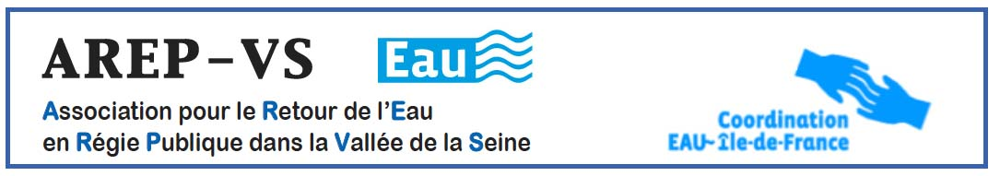 AREP–VS
Eau
Association pour le Retour de l'Eau
en Régie Publique dans la Vallée de la Seine
Coordination
EAU~Île-de-France